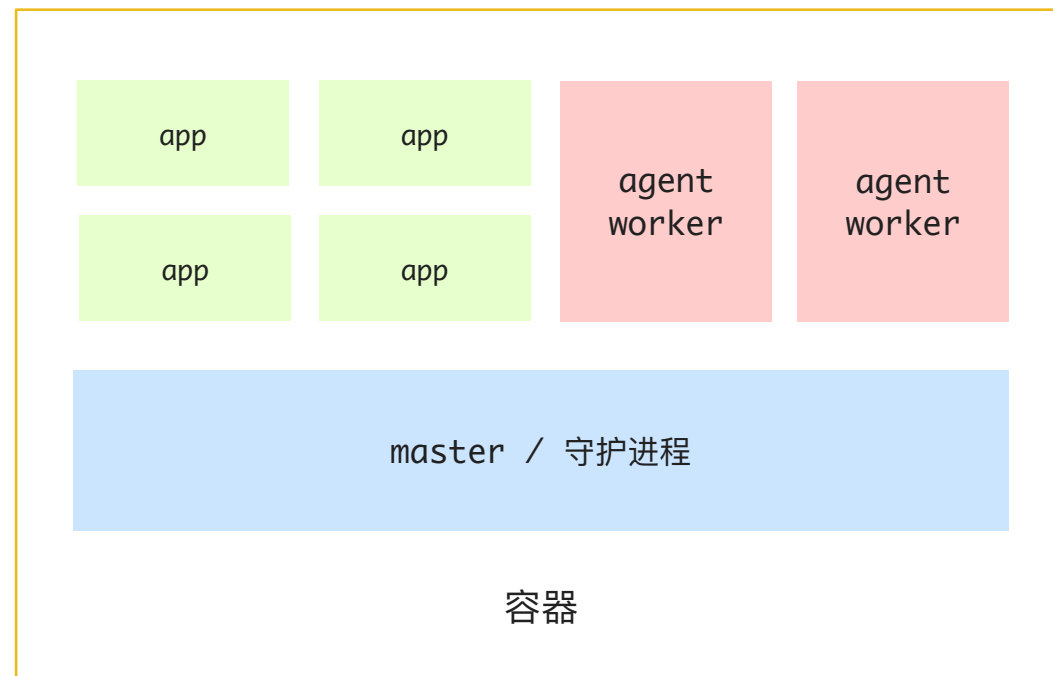 app
app
agent
worker
agent
worker
app
app
master / 守护进程
容器